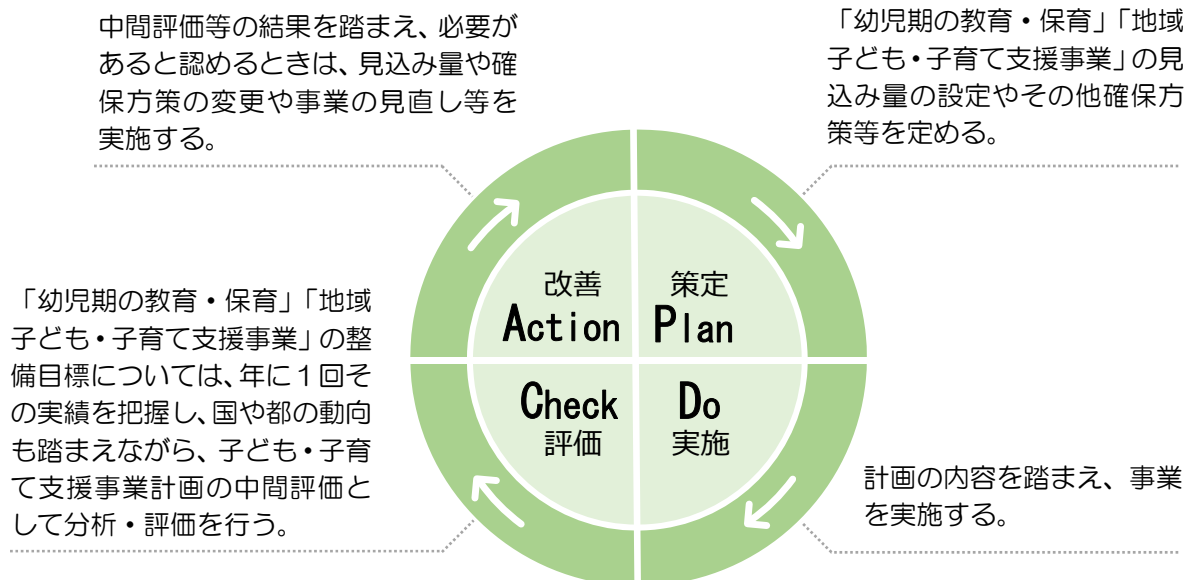 中間評価等の結果を踏まえ、必要が
あると認めるときは、見込み量や確
保方策の変更や事業の見直し等を
実施する。
「幼児期の教育・保育」「地域
子ども・子育て支援事業」の見
込み量の設定やその他確保方
策等を定める。
改善
Action
策定
Plan
「幼児期の教育・保育」「地域
子ども・子育て支援事業」の整
備目標については、年に1回そ
の実績を把握し、国や都の動向
も踏まえながら、子ども・子育
て支援事業計画の中間評価と
して分析・評価を行う。
Check
評価
Do
実施
計画の内容を踏まえ、事業
を実施する。